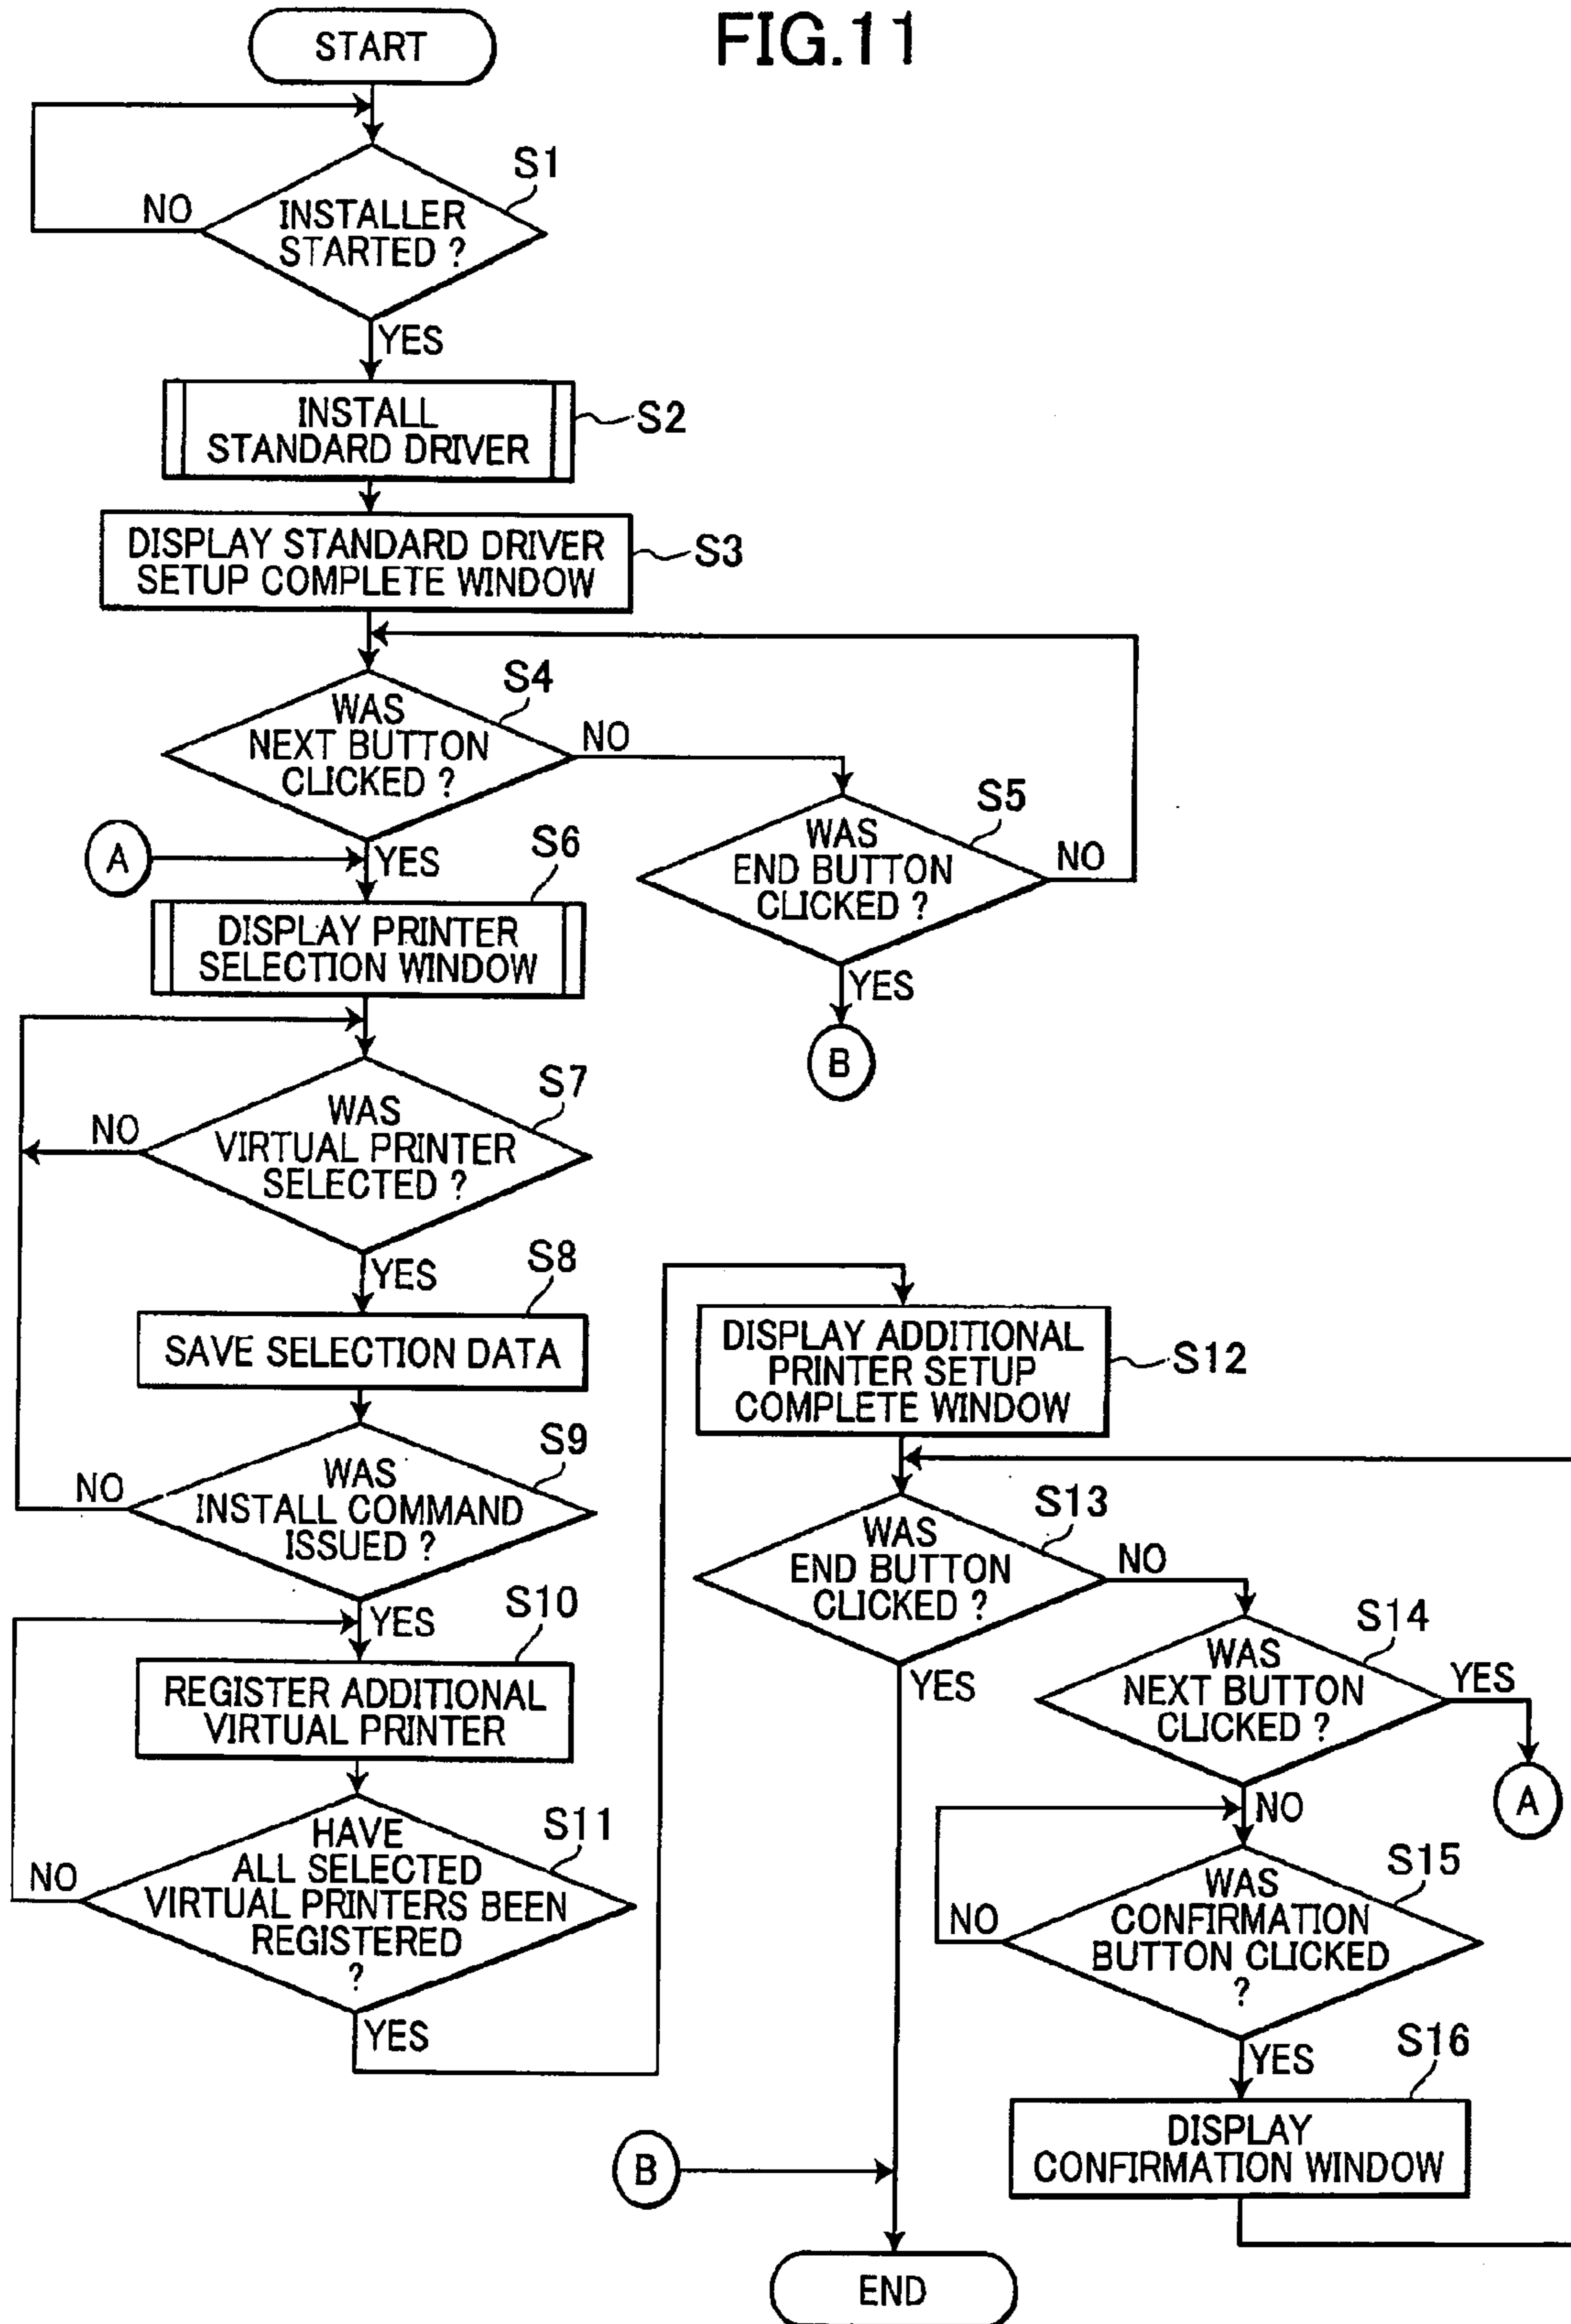 FIG.11
START
S1
NO
INSTALLER
STARTED ?
YES
INSTALL
STANDARD DRIVER
S2
DISPLAY STANDARD DRIVER
SETUP COMPLETE WINDOW
S3
S4
WAS
NEXT BUTTON
CLICKED ?
NO
S5
WAS
END BUTTON
CLICKED ?
NO
YES
B
A
YES
S6
DISPLAY PRINTER
SELECTION WINDOW
S7
NO
WAS
VIRTUAL PRINTER
SELECTED ?
YES
S8
SAVE SELECTION DATA
S9
NO
WAS
INSTALL COMMAND
ISSUED ?
YES
S10
REGISTER ADDITIONAL
VIRTUAL PRINTER
S11
NO
HAVE
ALL SELECTED
VIRTUAL PRINTERS BEEN
REGISTERED
?
YES
DISPLAY ADDITIONAL
PRINTER SETUP
COMPLETE WINDOW
S12
S13
WAS
END BUTTON
CLICKED ?
NO
YES
S14
WAS
NEXT BUTTON
CLICKED ?
YES
A
NO
S15
NO
WAS
CONFIRMATION
BUTTON CLICKED
?
YES
S16
DISPLAY
CONFIRMATION WINDOW
B
END